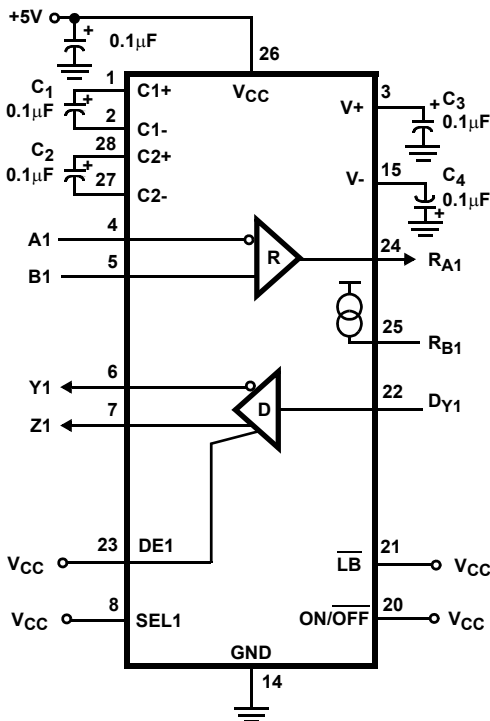 +5V
+
0.1µF
26
VCC
C1
0.1µF
+
1
C1+
2
C1-
C2
0.1µF
+
28
C2+
27
C2-
3
V+
+
C3
0.1µF
15
V-
C4
0.1µF
+
A1
4
B1
5
R
24
RA1
25
RB1
Y1
6
Z1
7
D
22
DY1
VCC
23
DE1
21
LB
VCC
VCC
8
SEL1
20
ON/OFF
VCC
GND
14